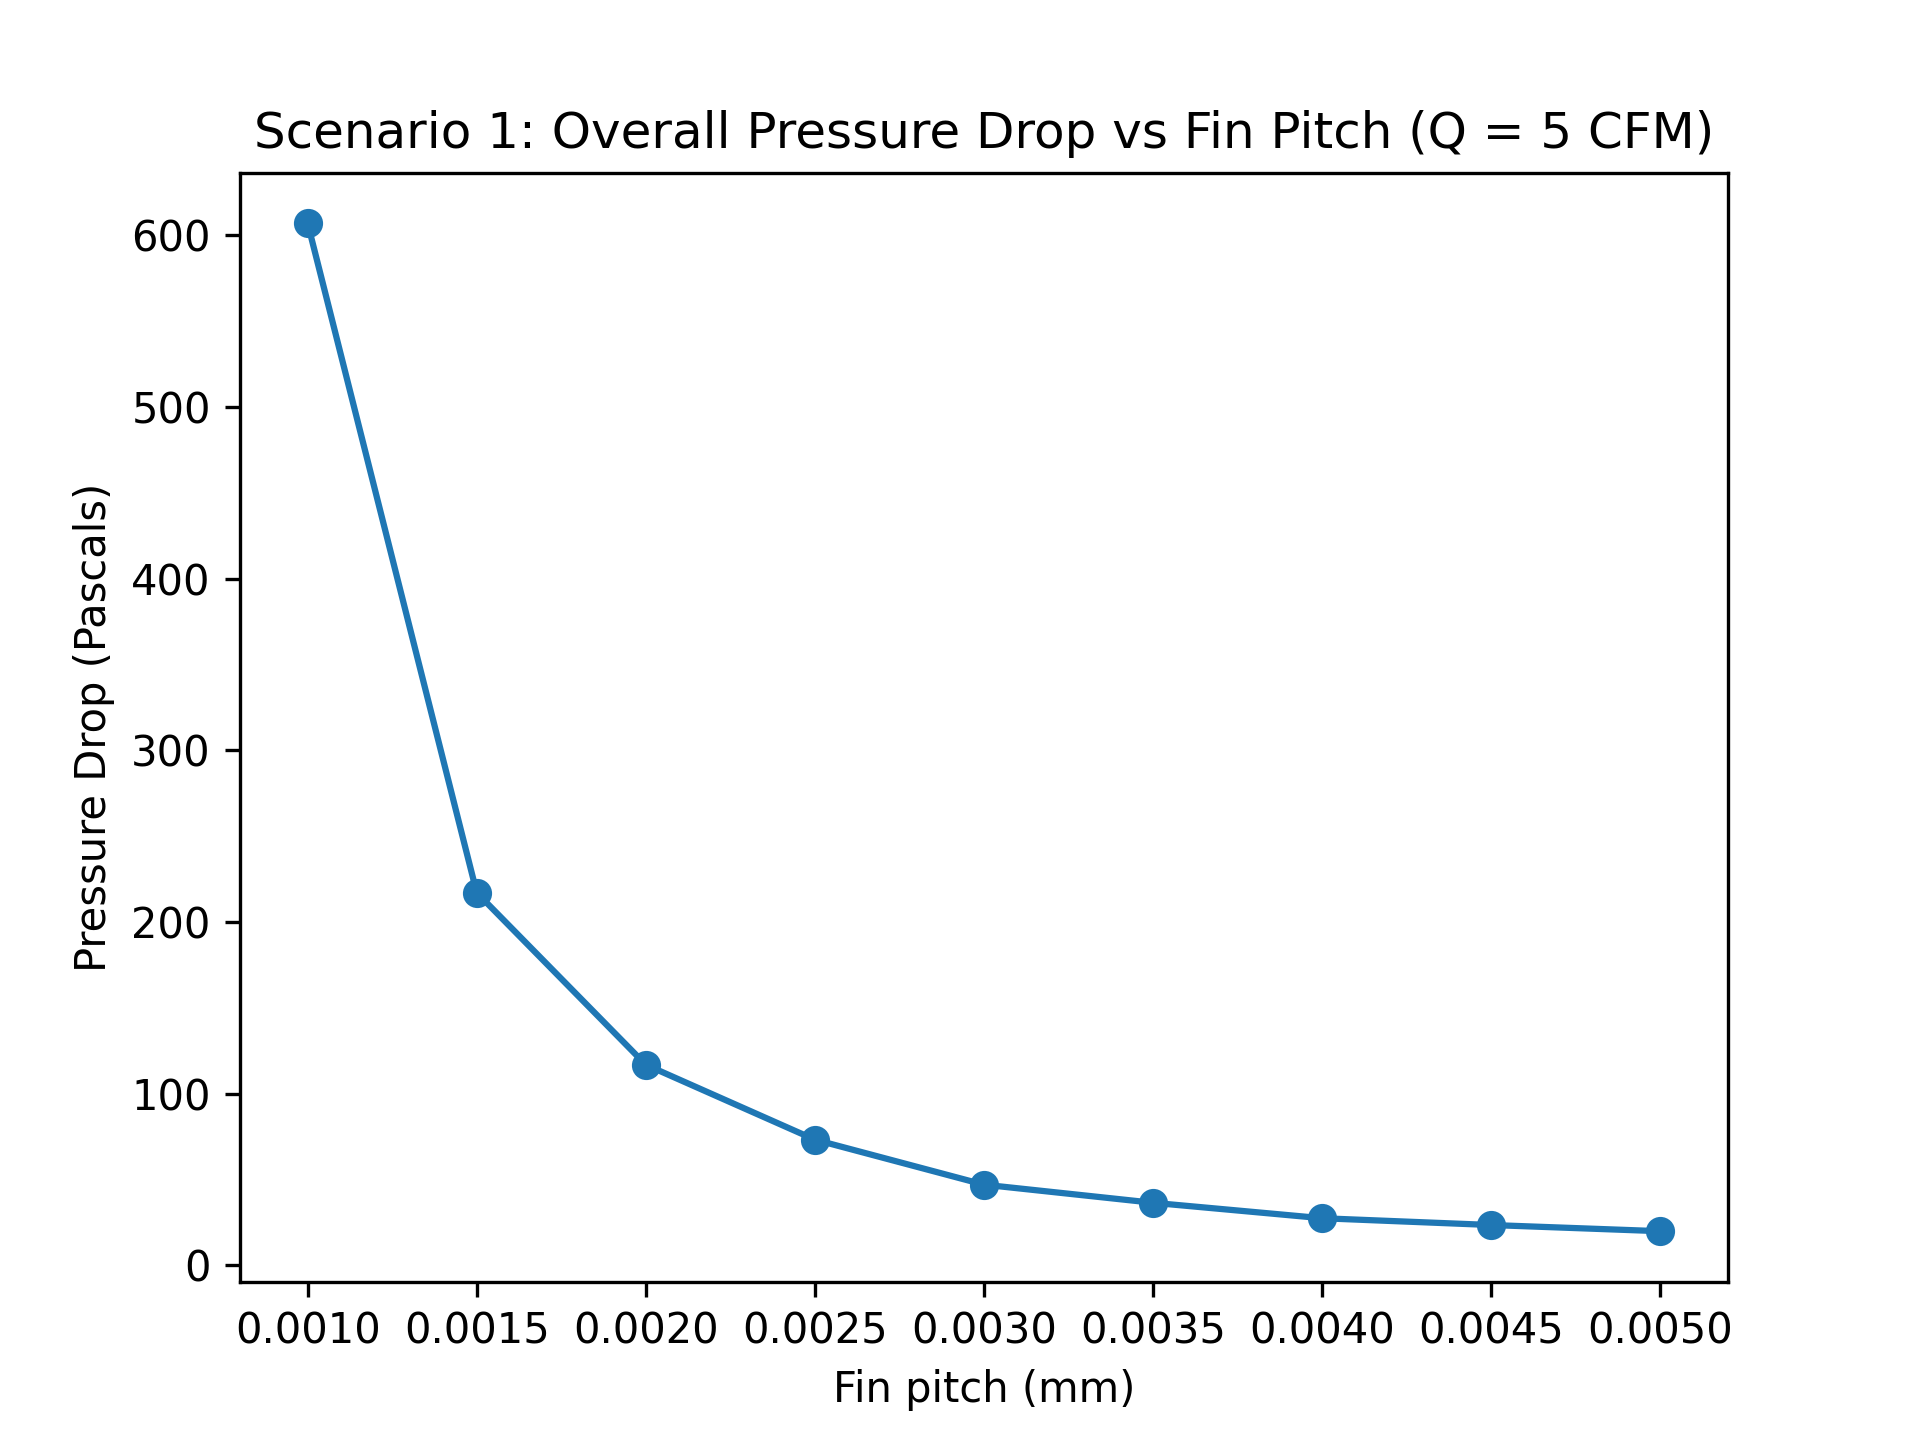 Scenario 1: Overall Pressure Drop vs Fin Pitch (Q = 5 CFM)
Pressure Drop (Pascals)
600
500
400
300
200
100
0
0.0010 0.0015 0.0020 0.0025 0.0030 0.0035 0.0040 0.0045 0.0050
Fin pitch (mm)